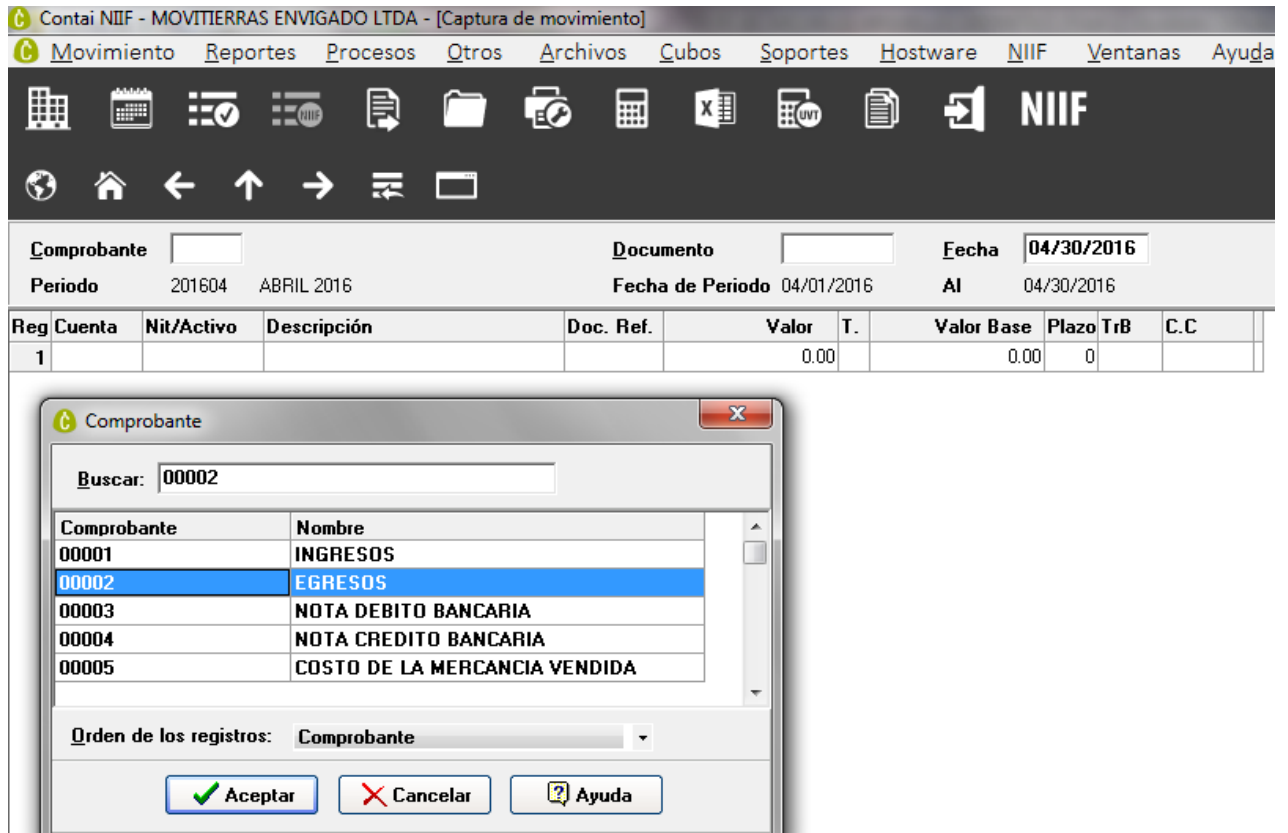 Contai NIIF - MOVITIERRAS ENVIGADO LTDA - [Captura de movimiento]
Movimiento Reportes Procesos Otros Archivos Cubos Soportes Hostware NIIF Ventanas Ayuda
NIIF X UVT NIIF
Comprobante Documento Fecha 04/30/2016
Periodo 201604 ABRIL 2016 Fecha de Periodo 04/01/2016 Al 04/30/2016
Reg Cuenta Nit/Activo Descripción Doc. Ref. Valor T. Valor Base Plazo TrB C.C
1 0.00 0.00 0
Comprobante
Buscar: 00002
Comprobante Nombre
00001 INGRESOS
00002 EGRESOS
00003 NOTA DEBITO BANCARIA
00004 NOTA CREDITO BANCARIA
00005 COSTO DE LA MERCANCIA VENDIDA
Orden de los registros: Comprobante
Aceptar Cancelar Ayuda